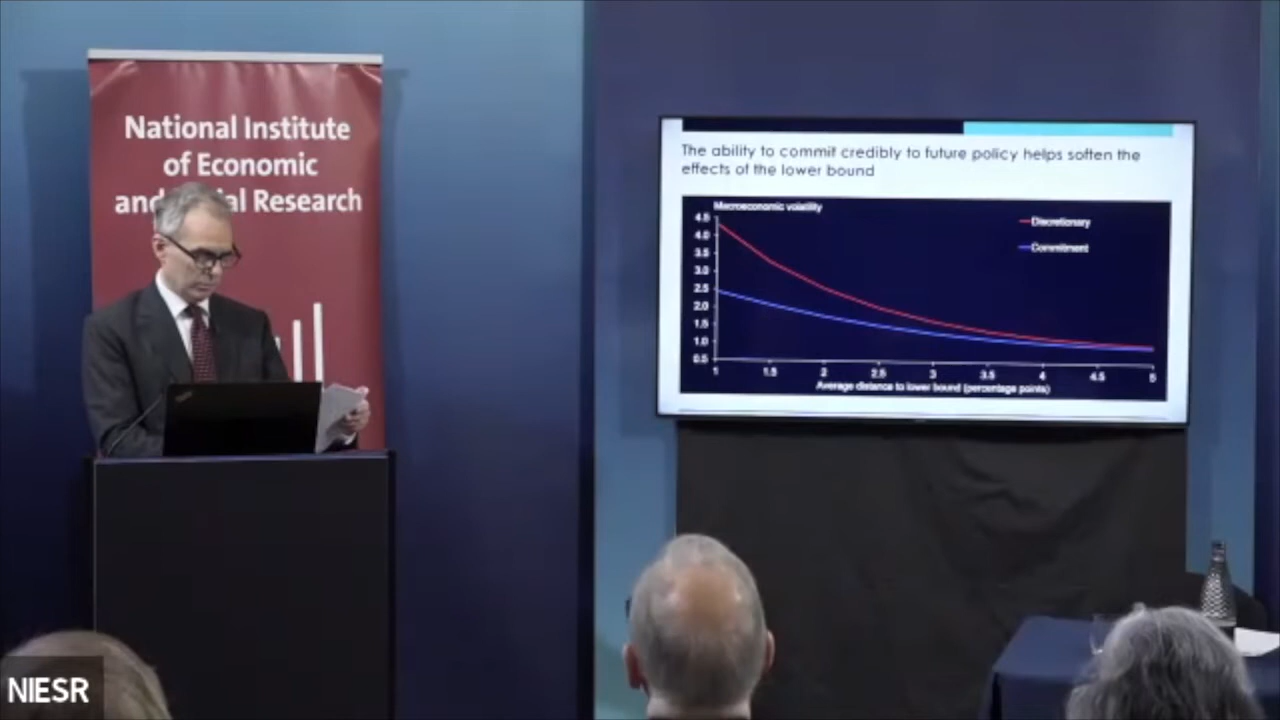 National Institute
of Economic
and Social Research
The ability to commit credibly to future policy helps soften the
effects of the lower bound
Macroeconomic volatility
Discretionary
Commitment
4.5
4.0
3.5
3.0
2.5
2.0
1.5
1.0
0.5
1 1.5 2 2.5 3 3.5 4 4.5 5
Average distance to lower bound (percentage points)
NIESR